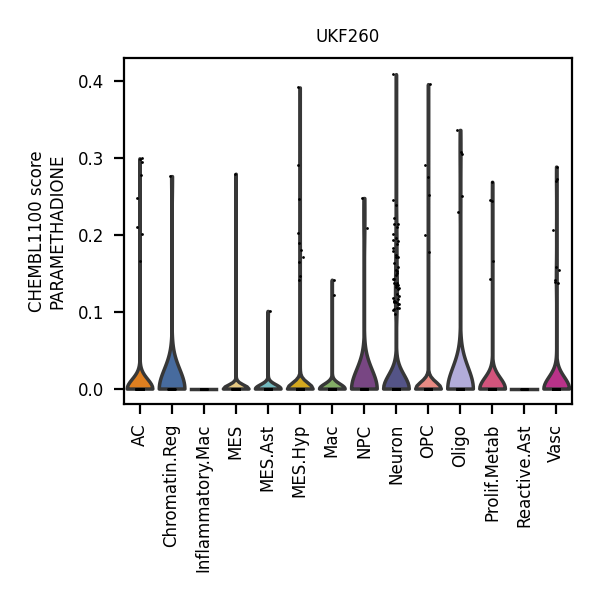 UKF260
CHEMBL1100 score
PARAMETHADIONE
0.4
0.3
0.2
0.1
0.0
AC
Chromatin.Reg
Inflammatory.Mac
MES
MES.Ast
MES.Hyp
Mac
NPC
Neuron
OPC
Oligo
Prolif.Metab
Reactive.Ast
Vasc